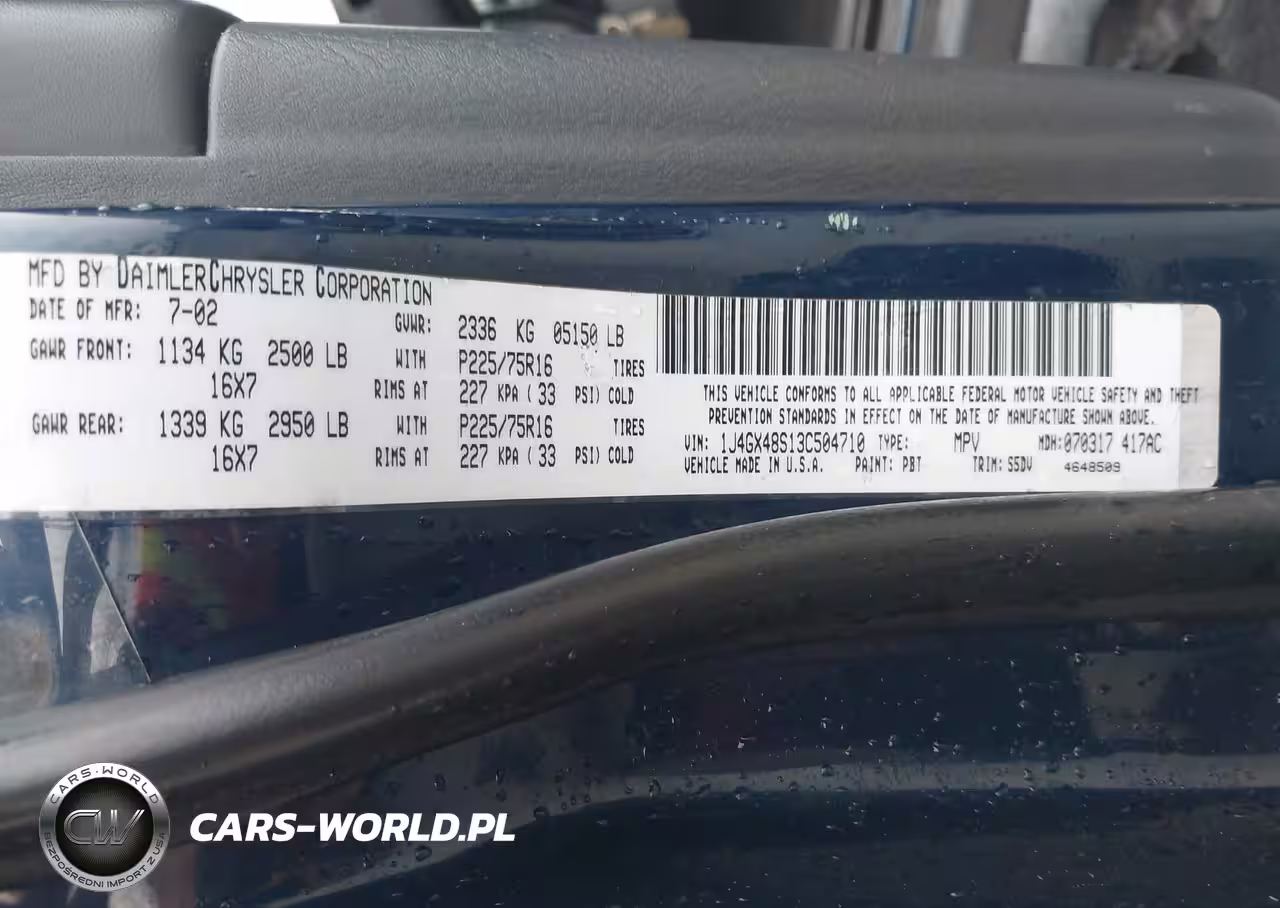 MFD BY DAIMLERCHRYSLER CORPORATION
DATE OF MFR: 7-02 GVWR: 2336 KG 05150 LB
GAWR FRONT: 1134 KG 2500 LB WITH P225/75R16 TIRES
16X7 RIMS AT 227 KPA ( 33 PSI) COLD
GAWR REAR: 1339 KG 2950 LB WITH P225/75R16 TIRES
16X7 RIMS AT 227 KPA ( 33 PSI) COLD
THIS VEHICLE CONFORMS TO ALL APPLICABLE FEDERAL MOTOR VEHICLE SAFETY AND THEFT
PREVENTION STANDARDS IN EFFECT ON THE DATE OF MANUFACTURE SHOWN ABOVE.
VIN: 1J4GX48S13C504710 TYPE: MPV MDH:070317 417AC
VEHICLE MADE IN U.S.A. PAINT: PBT TRIM: S5DV 4648509
CARS-WORLD
CW
BEZPOŚREDNI IMPORT Z USA
CARS-WORLD.PL